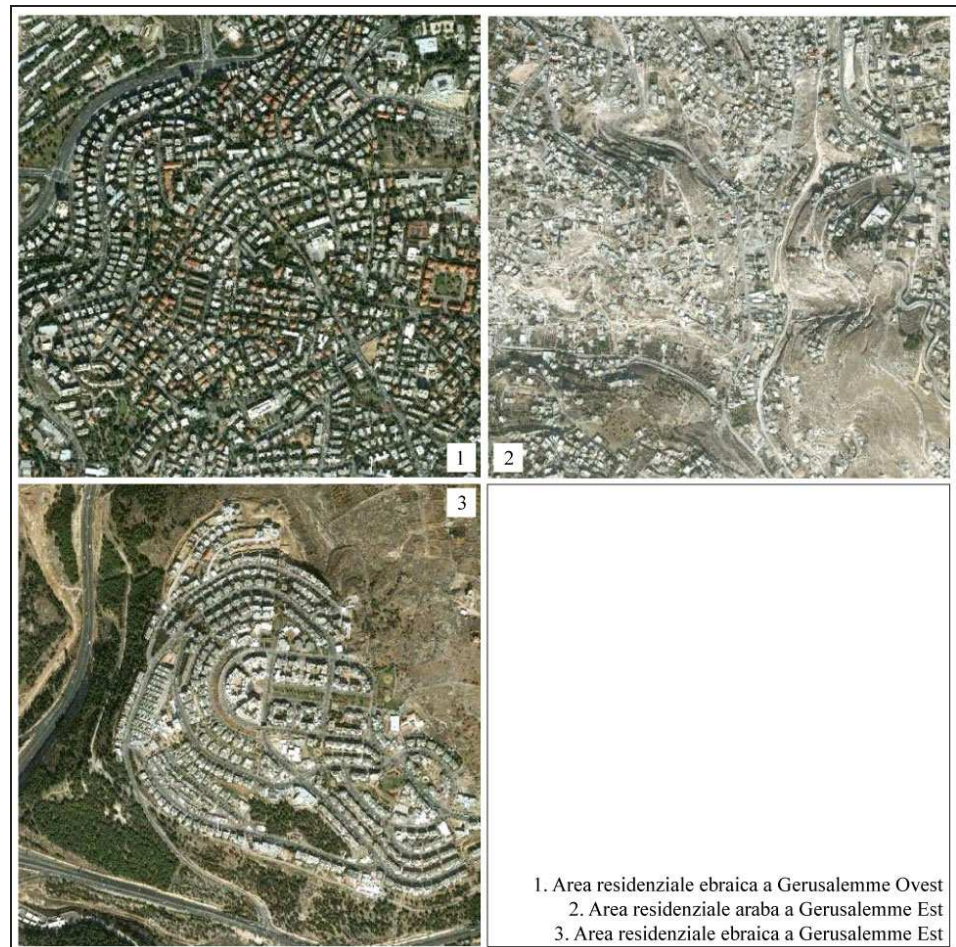 1
2
3
1. Area residenziale ebraica a Gerusalemme Ovest
2. Area residenziale araba a Gerusalemme Est
3. Area residenziale ebraica a Gerusalemme Est